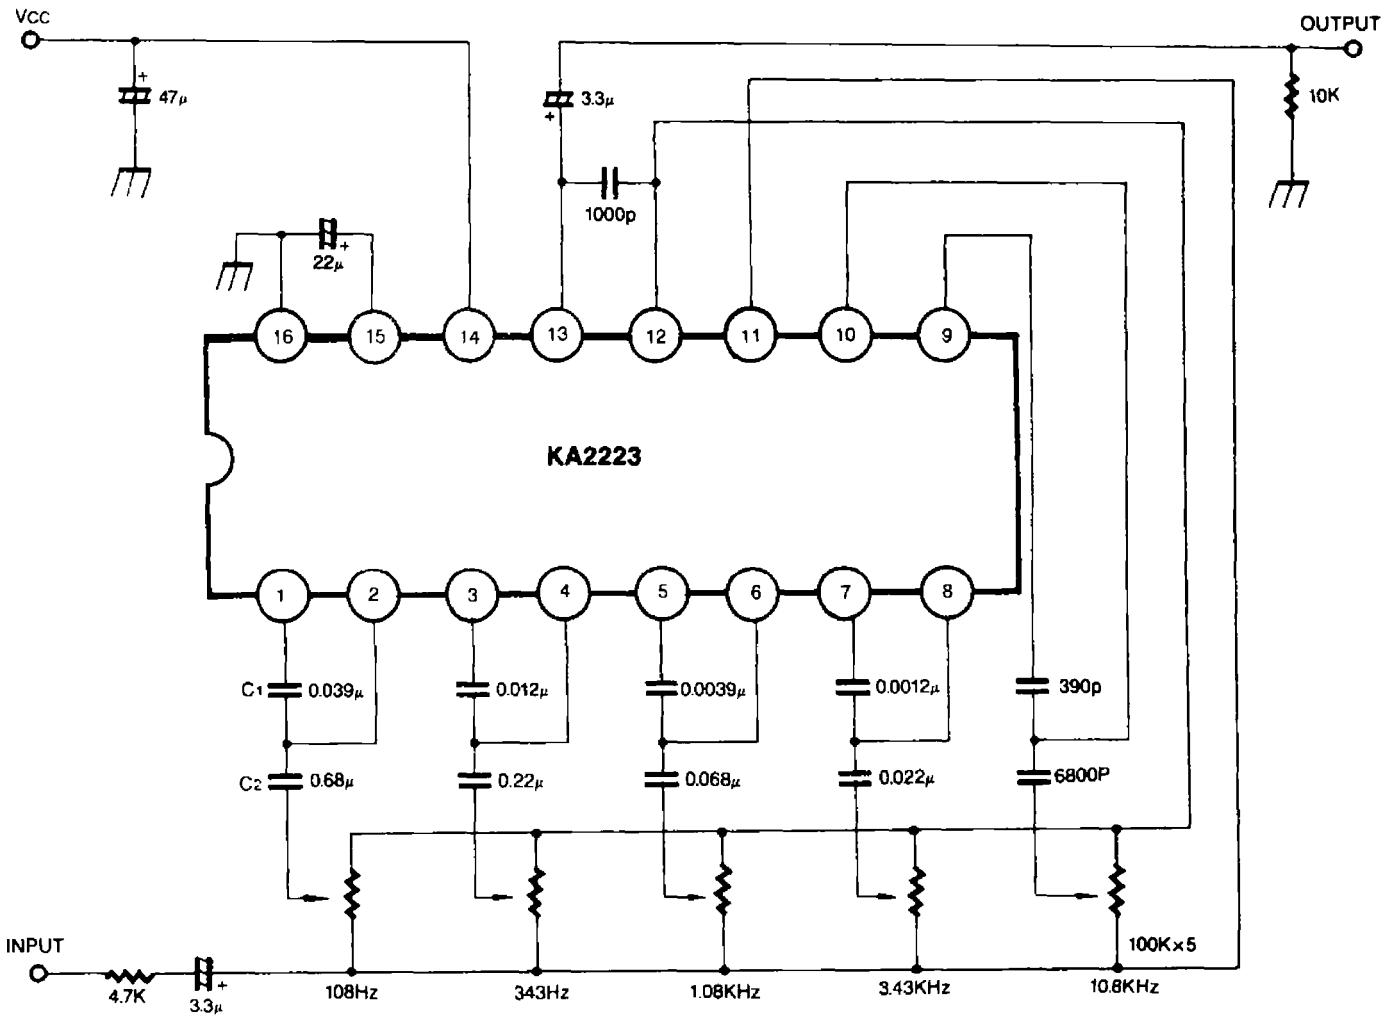 VCC
OUTPUT
+
47μ
3.3μ
+
10K
1000p
+
22μ
16 15 14 13 12 11 10 9
KA2223
1 2 3 4 5 6 7 8
C1 0.039μ 0.012μ 0.0039μ 0.0012μ 390p
C2 0.68μ 0.22μ 0.068μ 0.022μ 6800P
INPUT
100K×5
4.7K
+
3.3μ
108Hz 343Hz 1.08KHz 3.43KHz 10.8KHz